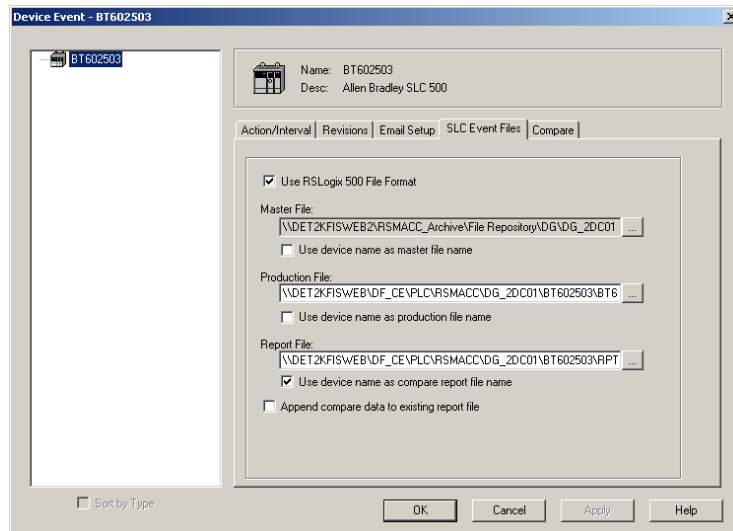 Device Event - BT602503
BT602503
Name: BT602503
Desc: Allen Bradley SLC 500
Action/Interval Revisions Email Setup SLC Event Files Compare
Use RSLogix 500 File Format
Master File:
\\DET2KFISWEB2\RSMACC_Archive\File Repository\DG\DG_2DC01 ...
Use device name as master file name
Production File:
\\DET2KFISWEB\DF_CE\PLC\RSMACC\DG_2DC01\BT602503\BT6 ...
Use device name as production file name
Report File:
\\DET2KFISWEB\DF_CE\PLC\RSMACC\DG_2DC01\BT602503\RPT ...
Use device name as compare report file name
Append compare data to existing report file
Sort by Type
OK Cancel Apply Help